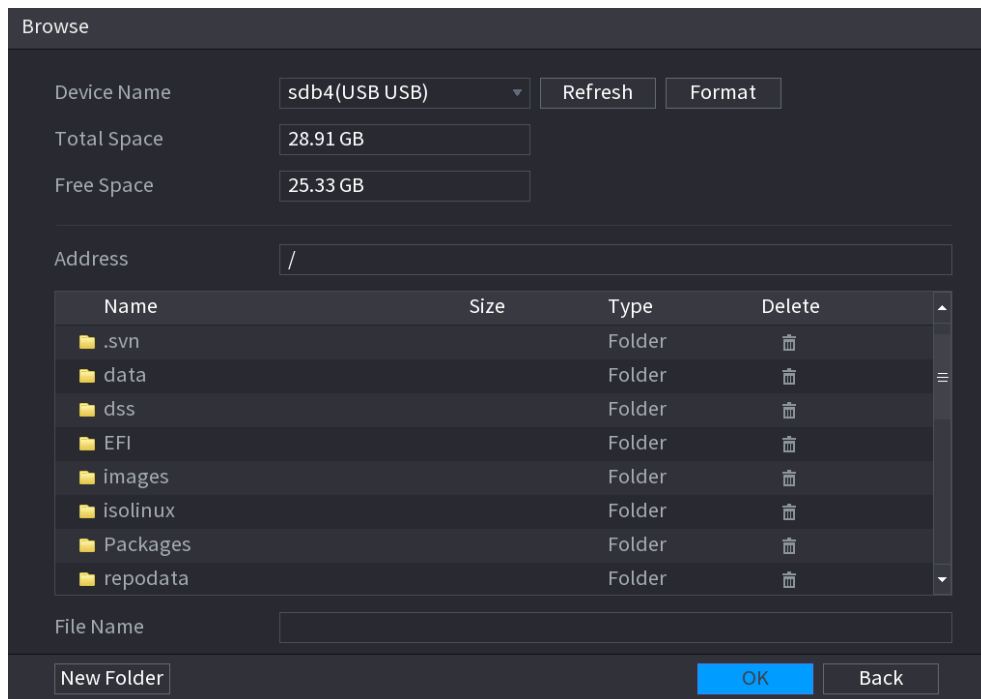 Browse
Device Name sdb4(USB USB) Refresh Format
Total Space 28.91 GB
Free Space 25.33 GB
Address /
Name Size Type Delete
.svn Folder
data Folder
dss Folder
EFI Folder
images Folder
isolinux Folder
Packages Folder
repodata Folder
File Name
New Folder OK Back